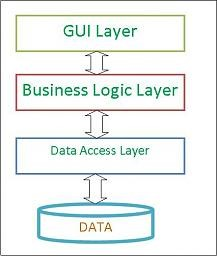 GUI Layer
Business Logic Layer
Data Access Layer
DATA